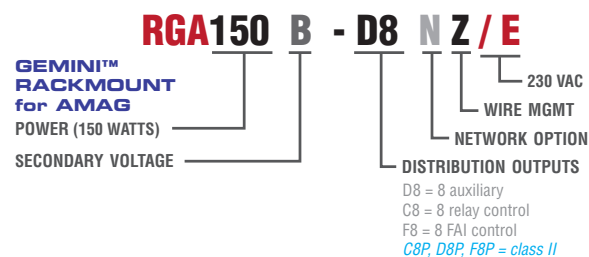 RGA150 B - D8 N Z / E
GEMINI™
RACKMOUNT
for AMAG
POWER (150 WATTS)
SECONDARY VOLTAGE
230 VAC
WIRE MGMT
NETWORK OPTION
DISTRIBUTION OUTPUTS
D8 = 8 auxiliary
C8 = 8 relay control
F8 = 8 FAI control
C8P, D8P, F8P = class II